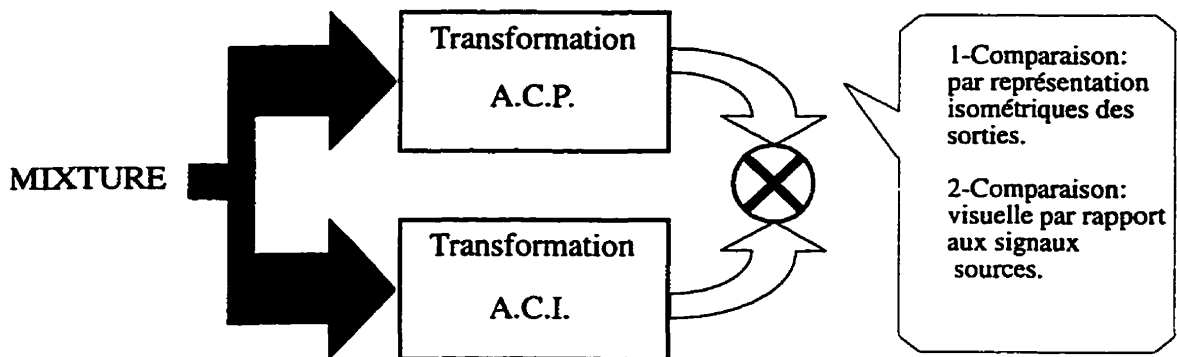 MIXTURE
Transformation
A.C.P.
Transformation
A.C.I.
1-Comparaison:
par représentation
isométriques des
sorties.
2-Comparaison:
visuelle par rapport
aux signaux
sources.